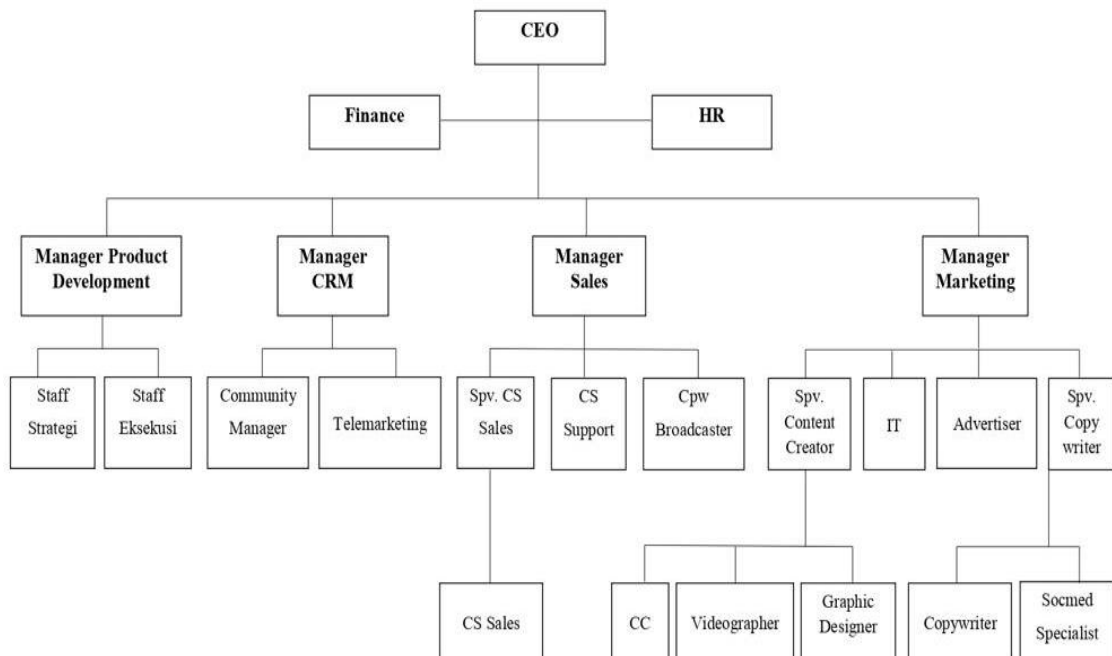 CEO
Finance
HR
Manager Product
Development
Manager
CRM
Manager
Sales
Manager
Marketing
Staff
Strategi
Staff
Eksekusi
Community
Manager
Telemarketing
Spv. CS
Sales
CS
Support
Cpw
Broadcaster
Spv.
Content
Creator
IT
Advertiser
Spv.
Copy
writer
CS Sales
CC
Videographer
Graphic
Designer
Copywriter
Socmed
Specialist